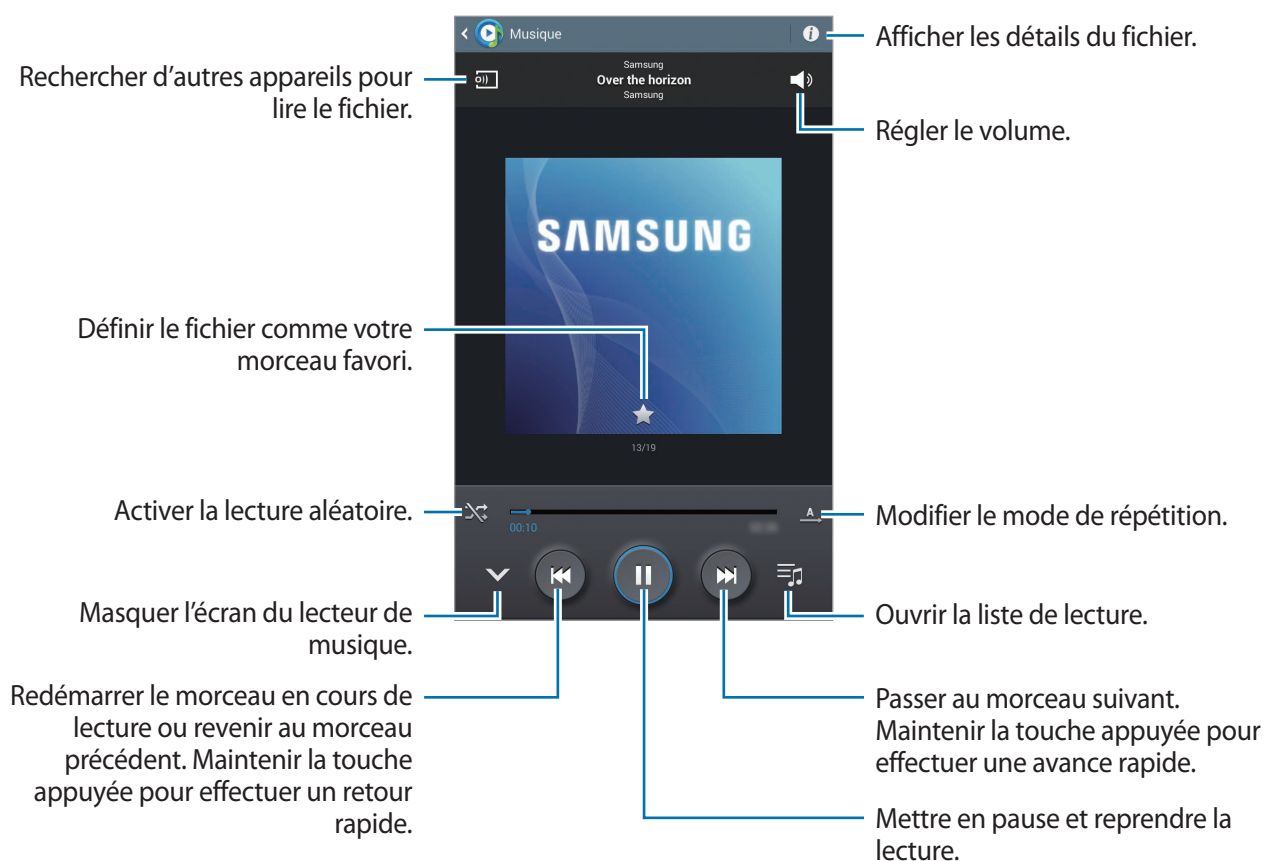 Musique
Afficher les détails du fichier.
Rechercher d'autres appareils pour
lire le fichier.
Samsung
Over the horizon
Samsung
Régler le volume.
SAMSUNG
Définir le fichier comme votre
morceau favori.
13/19
Activer la lecture aléatoire.
00:10
A
Modifier le mode de répétition.
Masquer l'écran du lecteur de
musique.
Ouvrir la liste de lecture.
Redémarrer le morceau en cours de
lecture ou revenir au morceau
précédent. Maintenir la touche
appuyée pour effectuer un retour
rapide.
Passer au morceau suivant.
Maintenir la touche appuyée pour
effectuer une avance rapide.
Mettre en pause et reprendre la
lecture.